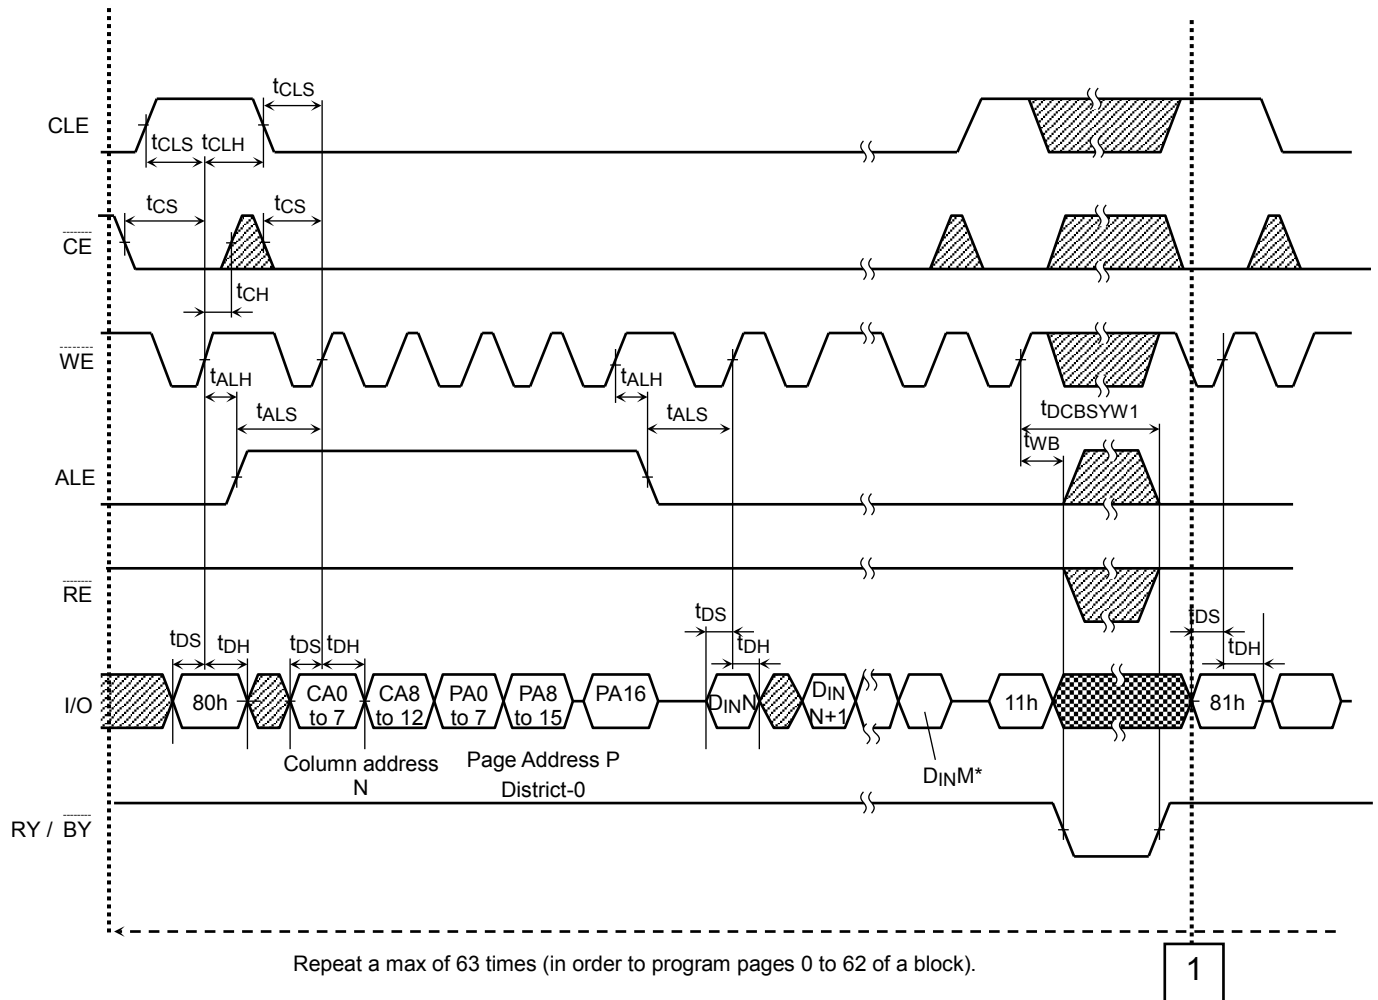 tCLS
CLE
tCLS tCLH
tCS tCS
CE
tCH
WE
tALH tALH
tALS tALS tDCBSYW1
tWB
ALE
RE
tDS tDH tDS tDH tDS tDH tDS tDH
I/O 80h CA0 to 7 CA8 to 12 PA0 to 7 PA8 to 15 PA16 DINN DIN N+1 11h 81h
Column address N
Page Address P District-0
DINM*
RY / BY
Repeat a max of 63 times (in order to program pages 0 to 62 of a block).
1